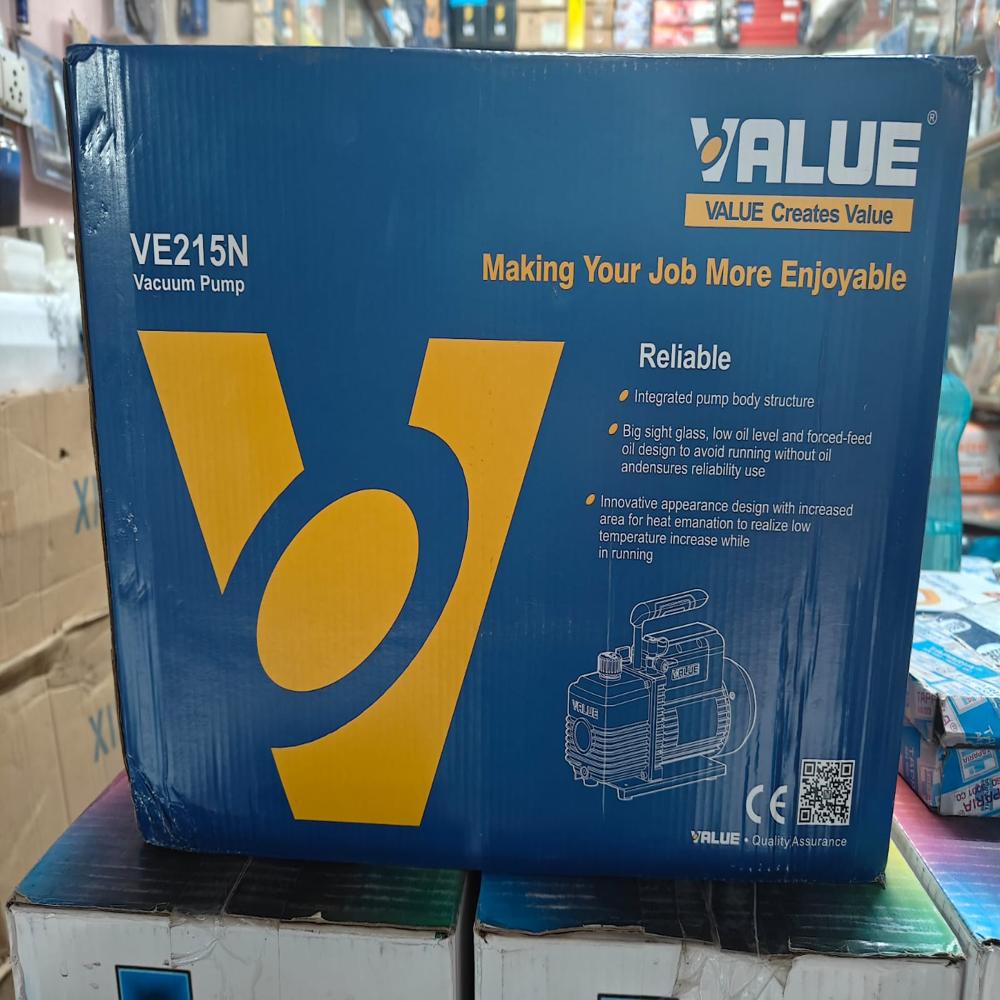 VALUE®
VALUE Creates Value
VE215N
Vacuum Pump
Making Your Job More Enjoyable
Reliable
Integrated pump body structure
Big sight glass, low oil level and forced-feed
oil design to avoid running without oil
andensures reliability use
Innovative appearance design with increased
area for heat emanation to realize low
temperature increase while
in running
VALUE
VALUE
CE
VALUE • Quality Assurance
TAPARIA